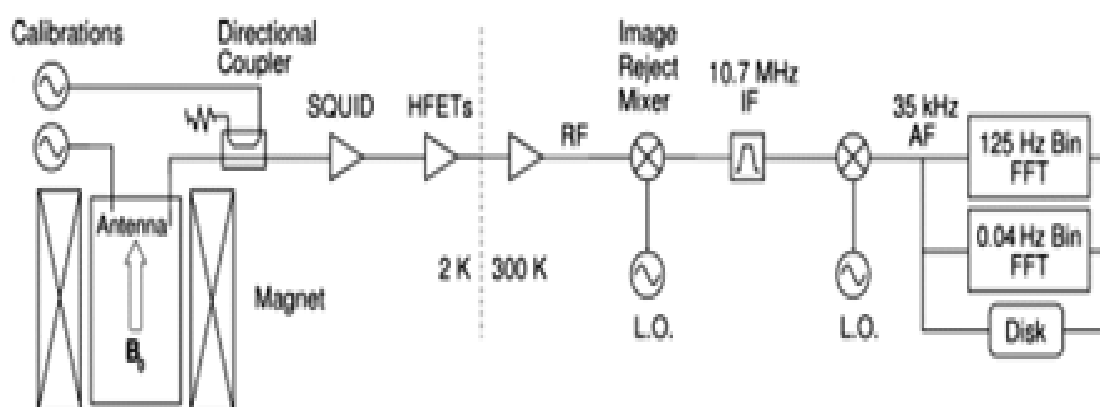 Calibrations
Directional
Coupler
SQUID
HFETs
RF
Image
Reject
Mixer
10.7 MHz
IF
35 kHz
AF
125 Hz Bin
FFT
0.04 Hz Bin
FFT
Disk
Antenna
B₀
Magnet
2 K
300 K
L.O.
L.O.